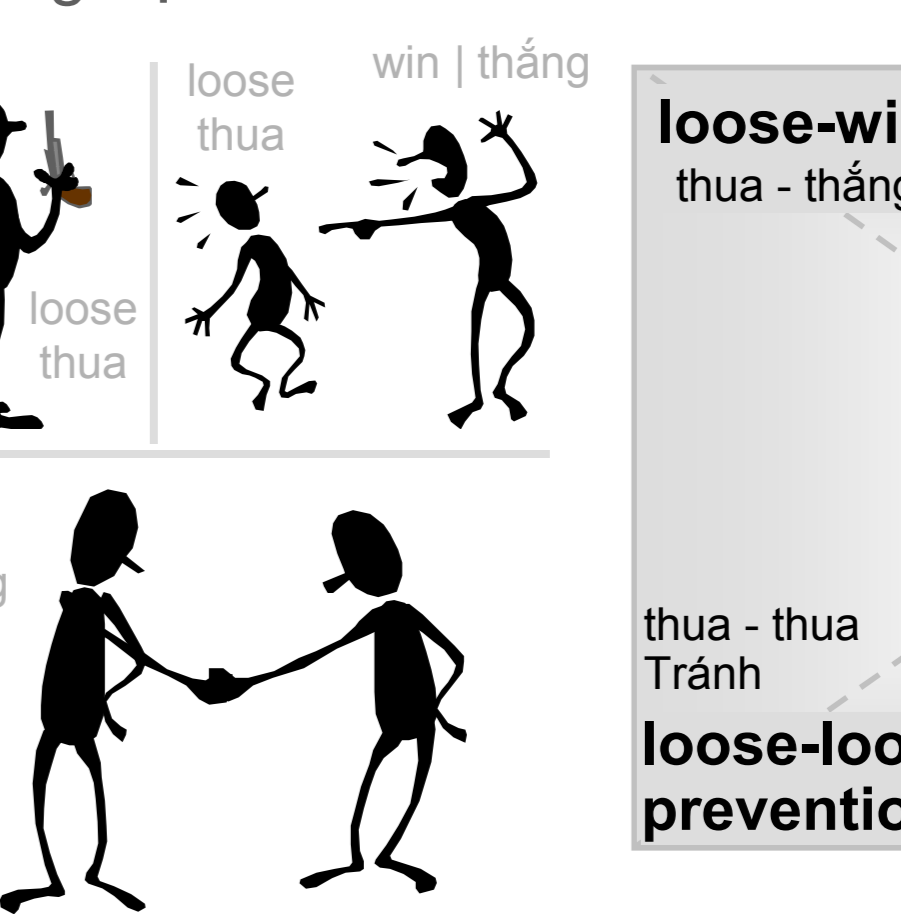 loose
thua
win | thắng
loose
thua
loose-wi
thua - thắng
thua - thua
Tránh
loose-loo
preventio